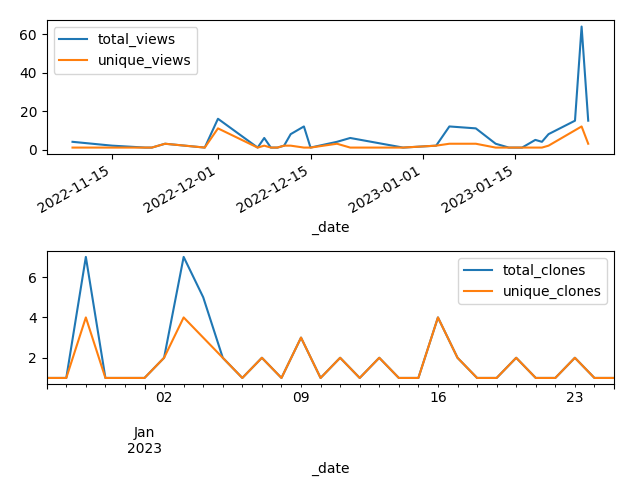 60
40
20
0
total_views
unique_views
2022-11-15
2022-12-01
2022-12-15
2023-01-01
2023-01-15
_date
6
4
2
total_clones
unique_clones
02
09
16
23
Jan
2023
_date